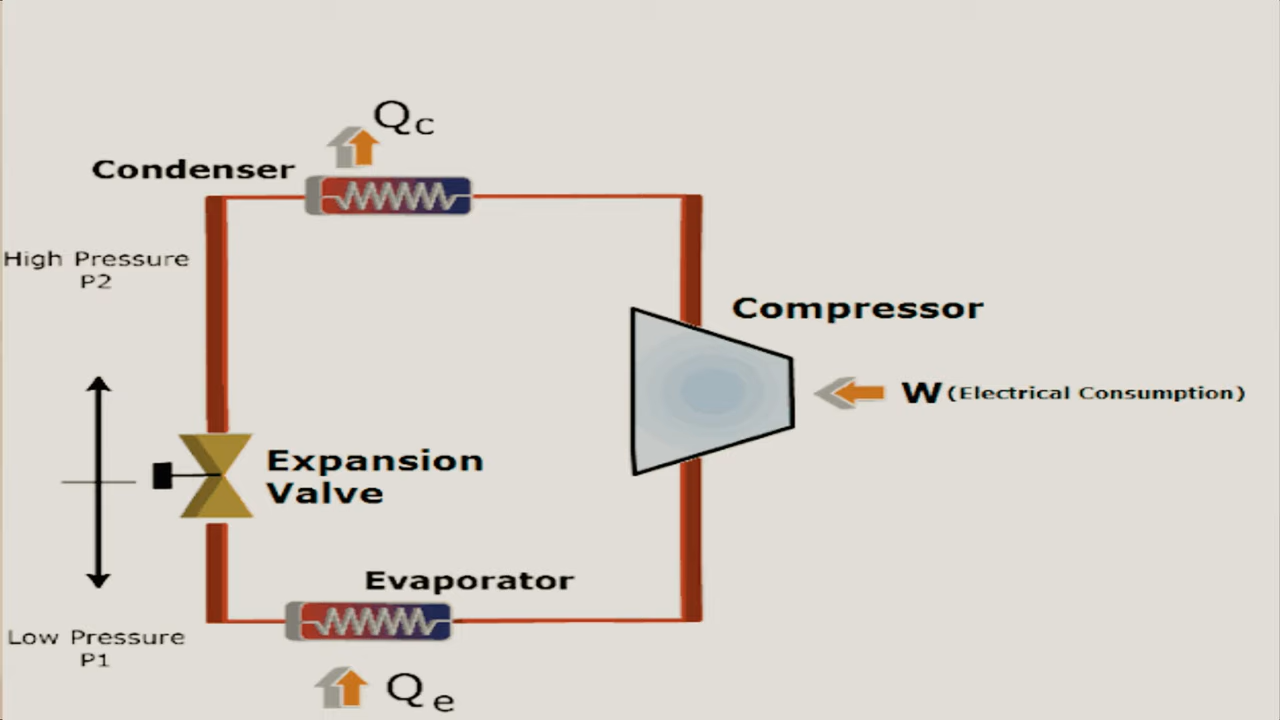 Qc
Condenser
High Pressure
P2
Compressor
W (Electrical Consumption)
Expansion
Valve
Evaporator
Low Pressure
P1
Qe